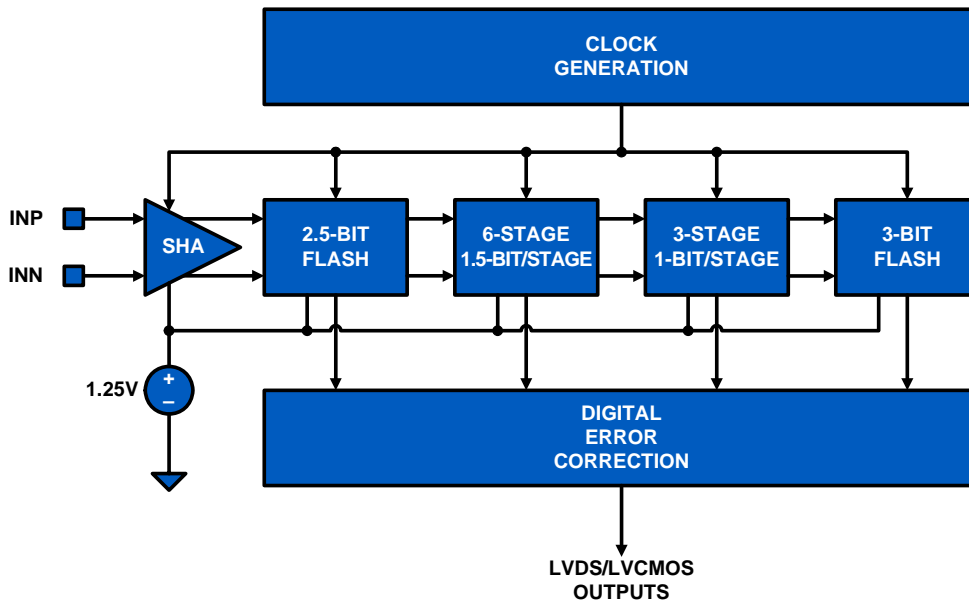 CLOCK
GENERATION
INP
INN
SHA
2.5-BIT
FLASH
6-STAGE
1.5-BIT/STAGE
3-STAGE
1-BIT/STAGE
3-BIT
FLASH
1.25V
+
–
DIGITAL
ERROR
CORRECTION
LVDS/LVCMOS
OUTPUTS